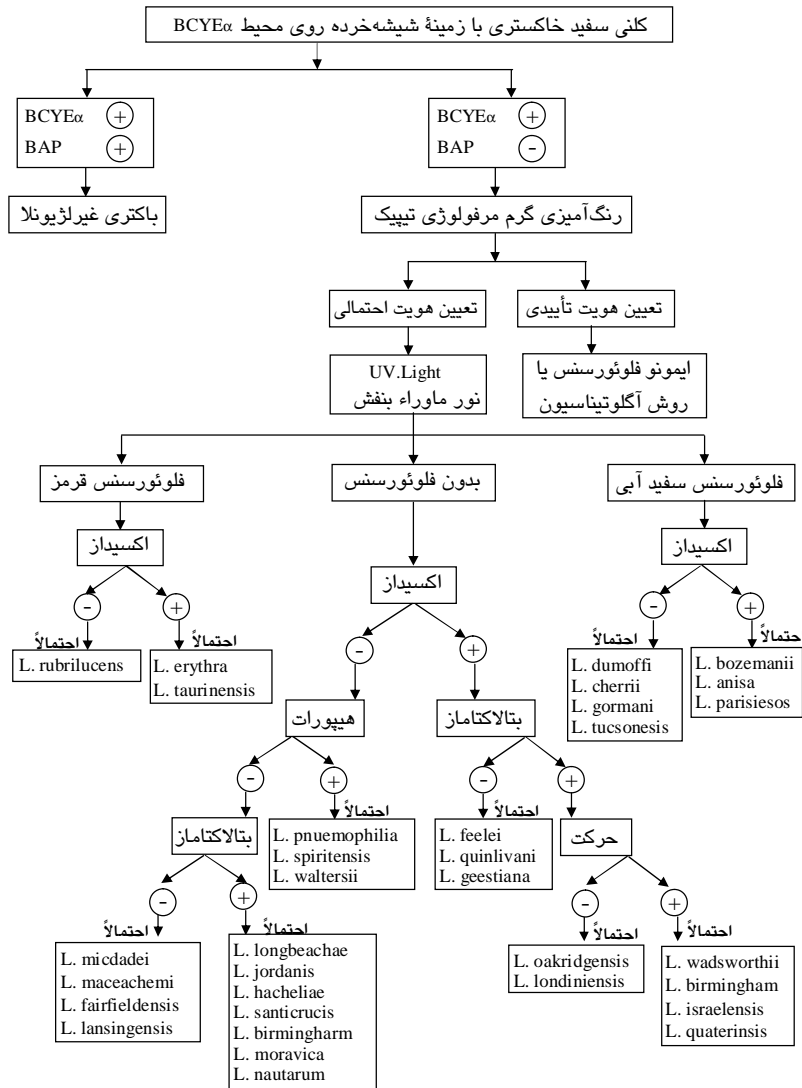 کلنی سفید خاکستری با زمینهٔ شیشه‌خرده روی محیط BCYEα
BCYEα +
BAP +
BCYEα +
BAP -
باکتری غیرلژیونلا
رنگ‌آمیزی گرم مرفولوژی تیپیک
تعیین هویت احتمالی
تعیین هویت تأییدی
UV.Light
نور ماوراء بنفش
ایمونو فلوئورسنس یا
روش آگلوتیناسیون
فلوئورسنس قرمز
بدون فلوئورسنس
فلوئورسنس سفید آبی
اکسیداز
اکسیداز
اکسیداز
-
+
احتمالاً
احتمالاً
L. rubrilucens
L. erythra
L. taurinensis
-
+
-
+
احتمالاً
احتمالاً
L. dumoffi
L. cherrii
L. gormani
L. tucsonesis
L. bozemanii
L. anisa
L. parisiesos
هیپورات
بتالاکتاماز
-
+
-
+
احتمالاً
احتمالاً
بتالاکتاماز
L. pnuemophilia
L. spiritensis
L. waltersii
L. feelei
L. quinlivani
L. geestiana
حرکت
-
+
-
+
احتمالاً
احتمالاً
احتمالاً
احتمالاً
L. micdadei
L. maceachemi
L. fairfieldensis
L. lansingensis
L. longbeachae
L. jordanis
L. hacheliae
L. santicrucis
L. birmingharm
L. moravica
L. nautarum
L. oakridgensis
L. londiniensis
L. wadsworthii
L. birmingham
L. israelensis
L. quaterinsis